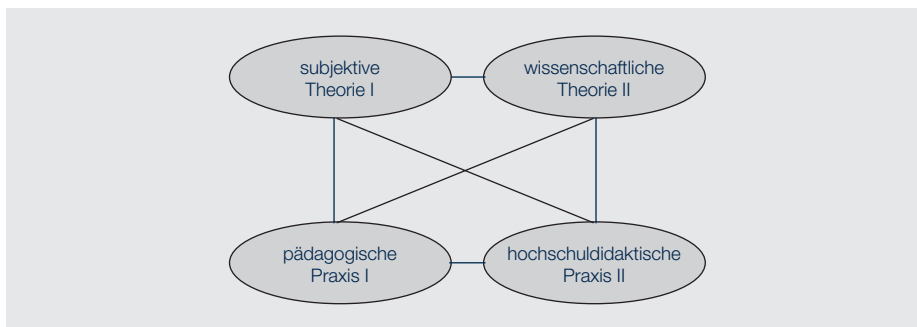 subjektive
Theorie I
wissenschaftliche
Theorie II
pädagogische
Praxis I
hochschuldidaktische
Praxis II